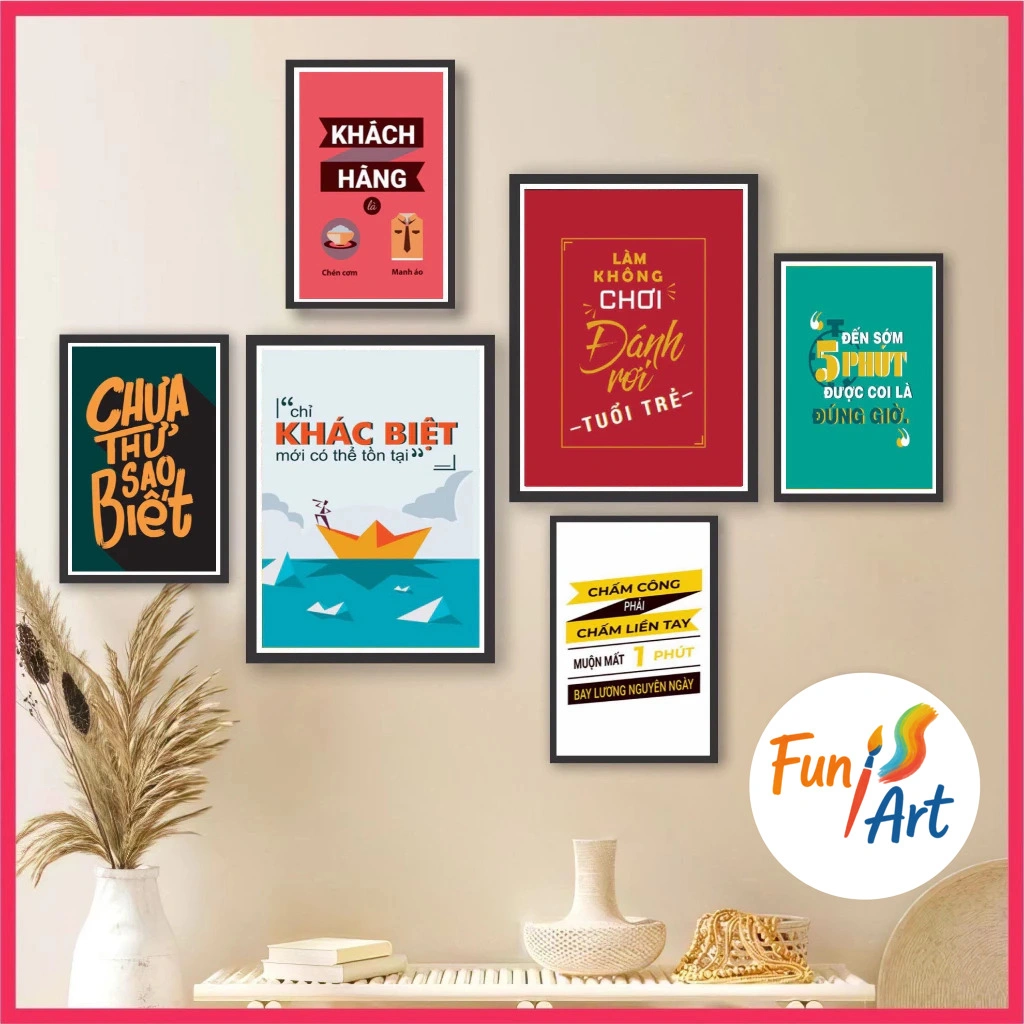 KHÁCH
HÃNG
là
Chén cơm
Manh áo
LÀM
KHÔNG
CHƠI
Đánh
rơi
-TUỔI TRẺ-
“ĐẾN SỚM
5 PHÚT
ĐƯỢC COI LÀ
ĐÚNG GIỜ.”
CHƯA
THỬ
SAO
Biết
“chỉ
KHÁC BIỆT
mới có thể tồn tại”
CHẤM CÔNG
PHẢI
CHẤM LIỀN TAY
MUỘN MẤT 1 PHÚT
BAY LƯƠNG NGUYÊN NGÀY
Fun
Art